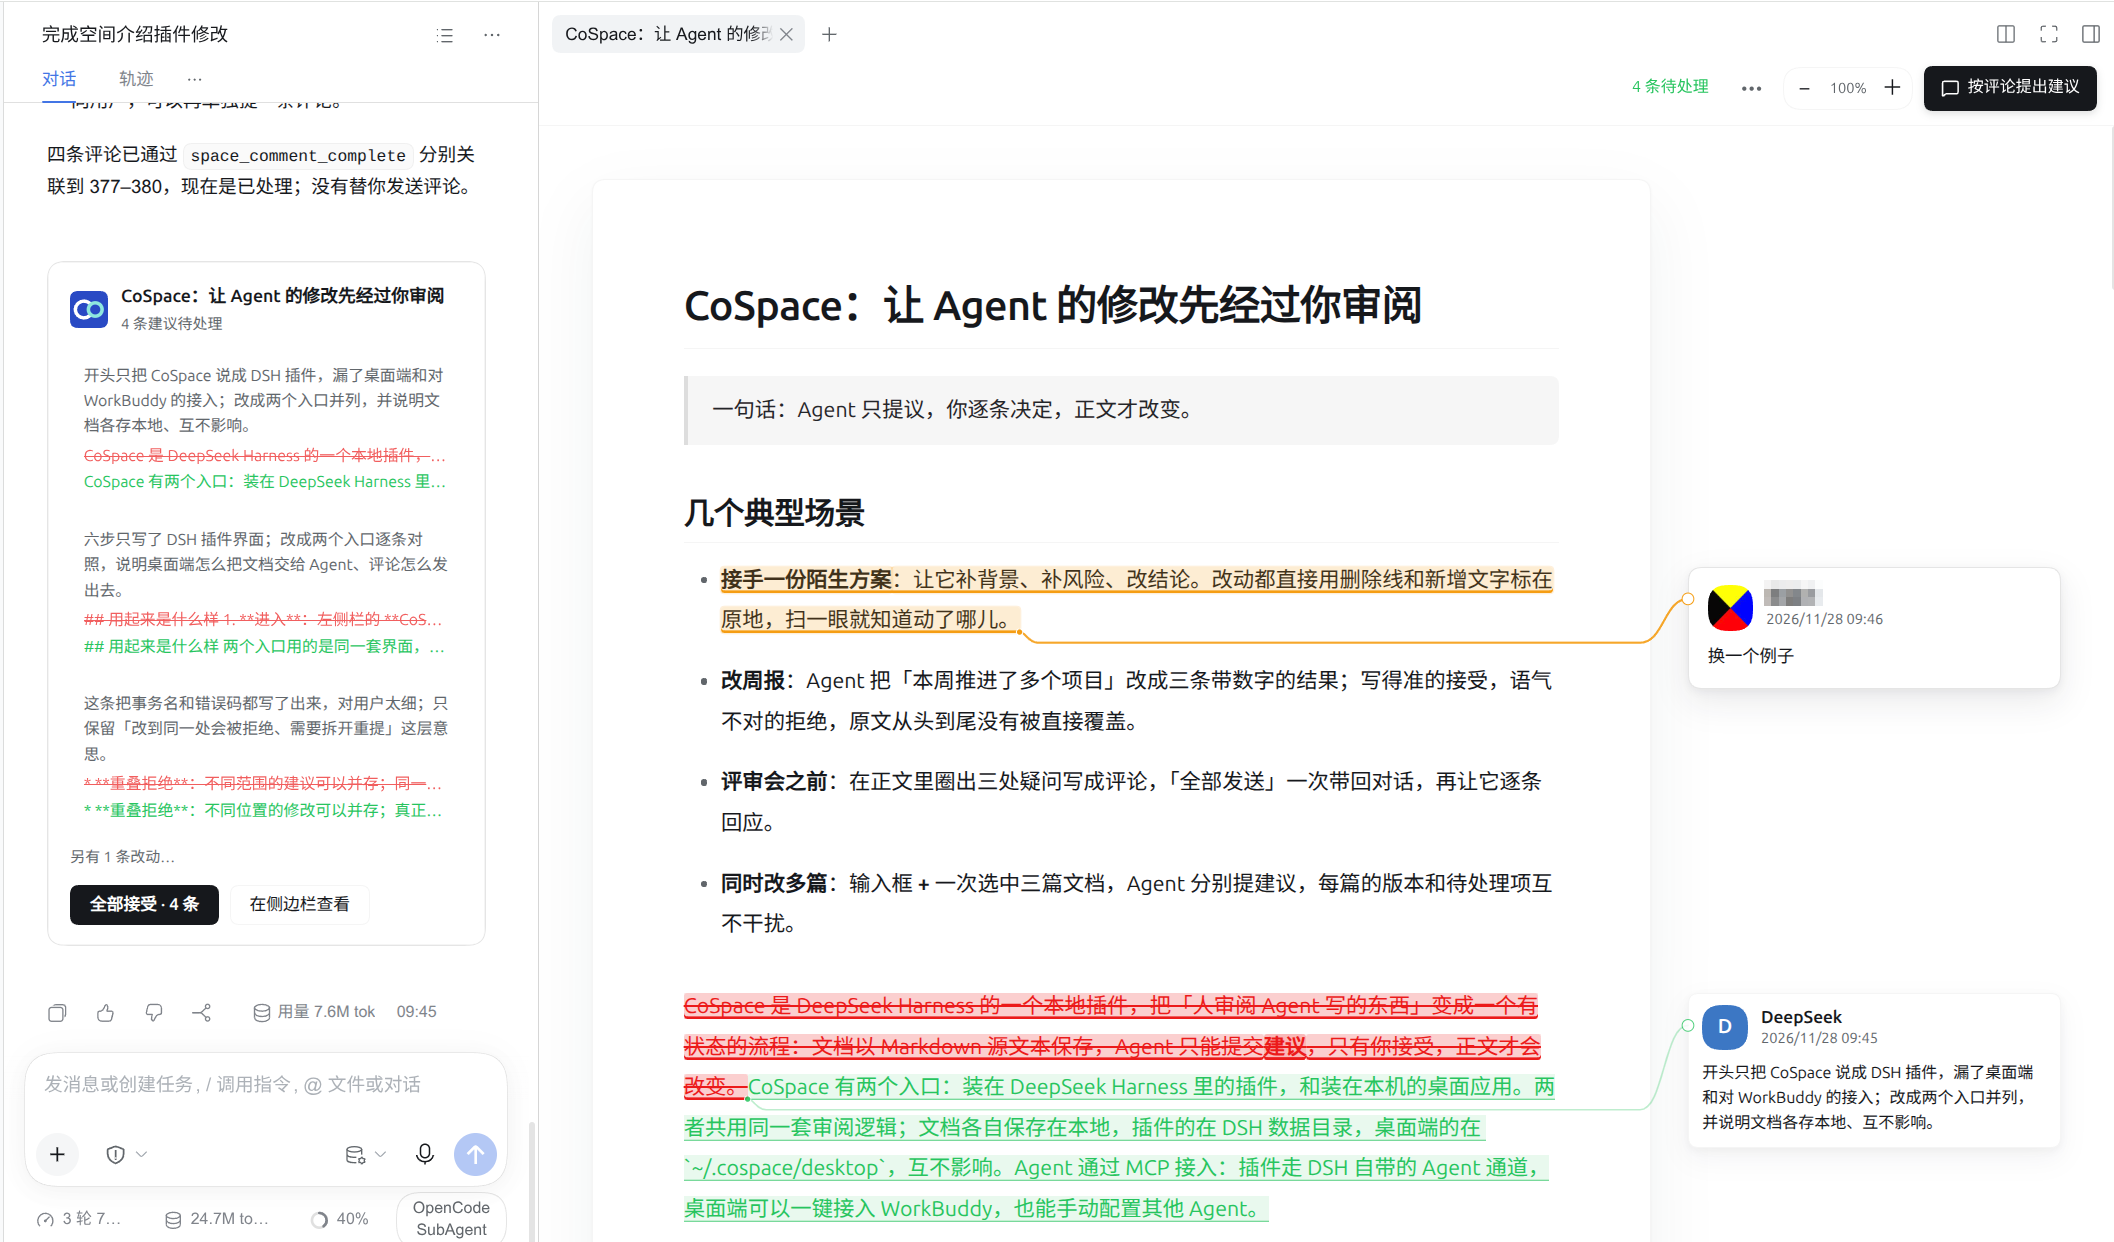 完成空间介绍插件修改
对话 轨迹 ···
四条评论已通过 space_comment_complete 分别关
联到 377–380，现在是已处理；没有替你发送评论。
CoSpace：让 Agent 的修改先经过你审阅
4 条建议待处理
开头只把 CoSpace 说成 DSH 插件，漏了桌面端和对
WorkBuddy 的接入；改成两个入口并列，并说明文
档各存本地、互不影响。
CoSpace 是 DeepSeek Harness 的一个本地插件，…
CoSpace 有两个入口：装在 DeepSeek Harness 里…
六步只写了 DSH 插件界面；改成两个入口逐条对
照，说明桌面端怎么把文档交给 Agent、评论怎么发
出去。
## 用起来是什么样 1. **进入**：左侧栏的 **CoS…
## 用起来是什么样 两个入口用的是同一套界面，…
这条把事务名和错误码都写了出来，对用户太细；只
保留「改到同一处会被拒绝、需要拆开重提」这层意
思。
* **重叠拒绝**：不同范围的建议可以并存；同一…
* **重叠拒绝**：不同位置的修改可以并存；真正…
另有 1 条改动…
全部接受 · 4 条 在侧边栏查看
用量 7.6M tok 09:45
发消息或创建任务，/ 调用指令，@ 文件或对话
3 轮 7… 24.7M to… 40% OpenCode
SubAgent
CoSpace：让 Agent 的修改
4 条待处理 ••• − 100% + 按评论提出建议
CoSpace：让 Agent 的修改先经过你审阅
一句话：Agent 只提议，你逐条决定，正文才改变。
几个典型场景
• 接手一份陌生方案：让它补背景、补风险、改结论。改动都直接用删除线和新增文字标在
原地，扫一眼就知道动了哪儿。
• 改周报：Agent 把「本周推进了多个项目」改成三条带数字的结果；写得准的接受，语气
不对的拒绝，原文从头到尾没有被直接覆盖。
• 评审会之前：在正文里圈出三处疑问写成评论，「全部发送」一次带回对话，再让它逐条
回应。
• 同时改多篇：输入框 + 一次选中三篇文档，Agent 分别提建议，每篇的版本和待处理项互
不干扰。
CoSpace 是 DeepSeek Harness 的一个本地插件，把「人审阅 Agent 写的东西」变成一个有
状态的流程：文档以 Markdown 源文本保存，Agent 只能提交建议，只有你接受，正文才会
改变。CoSpace 有两个入口：装在 DeepSeek Harness 里的插件，和装在本机的桌面应用。两
者共用同一套审阅逻辑；文档各自保存在本地，插件的在 DSH 数据目录，桌面端的在
`~/.cospace/desktop`，互不影响。Agent 通过 MCP 接入：插件走 DSH 自带的 Agent 通道，
桌面端可以一键接入 WorkBuddy，也能手动配置其他 Agent。
2026/11/28 09:46
换一个例子
D DeepSeek
2026/11/28 09:45
开头只把 CoSpace 说成 DSH 插件，漏了桌面端
和对 WorkBuddy 的接入；改成两个入口并列，
并说明文档各存本地、互不影响。